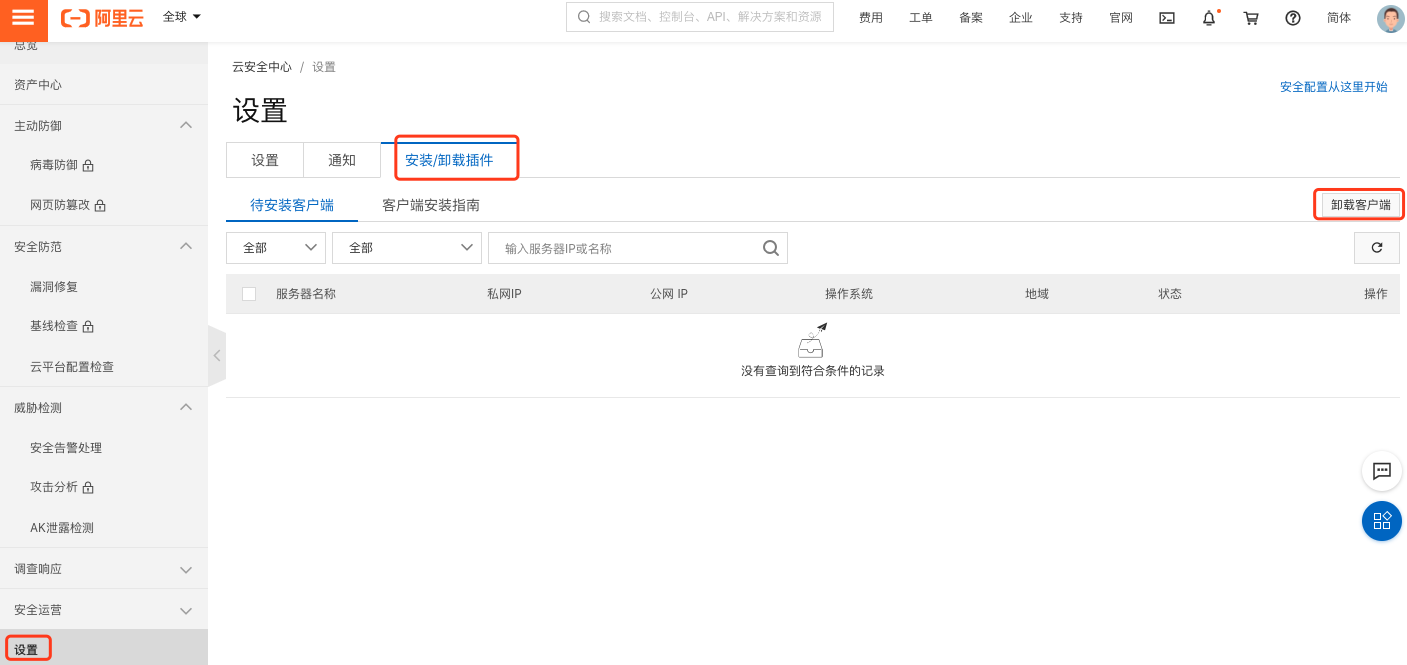 阿里云 全球 搜索文档、控制台、API、解决方案和资源 费用 工单 备案 企业 支持 官网 简体
总览
资产中心
主动防御
病毒防御
网页防篡改
安全防范
漏洞修复
基线检查
云平台配置检查
威胁检测
安全告警处理
攻击分析
AK泄露检测
调查响应
安全运营
设置
云安全中心 / 设置
安全配置从这里开始
设置
设置 通知 安装/卸载插件
待安装客户端 客户端安装指南 卸载客户端
全部 全部 输入服务器IP或名称
服务器名称 私网IP 公网 IP 操作系统 地域 状态 操作
没有查询到符合条件的记录